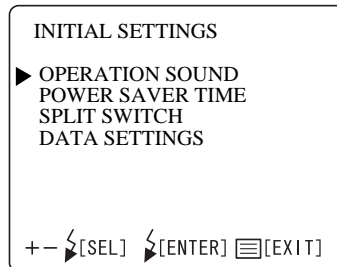 INITIAL SETTINGS
OPERATION SOUND
POWER SAVER TIME
SPLIT SWITCH
DATA SETTINGS
+− [SEL] [ENTER] [EXIT]